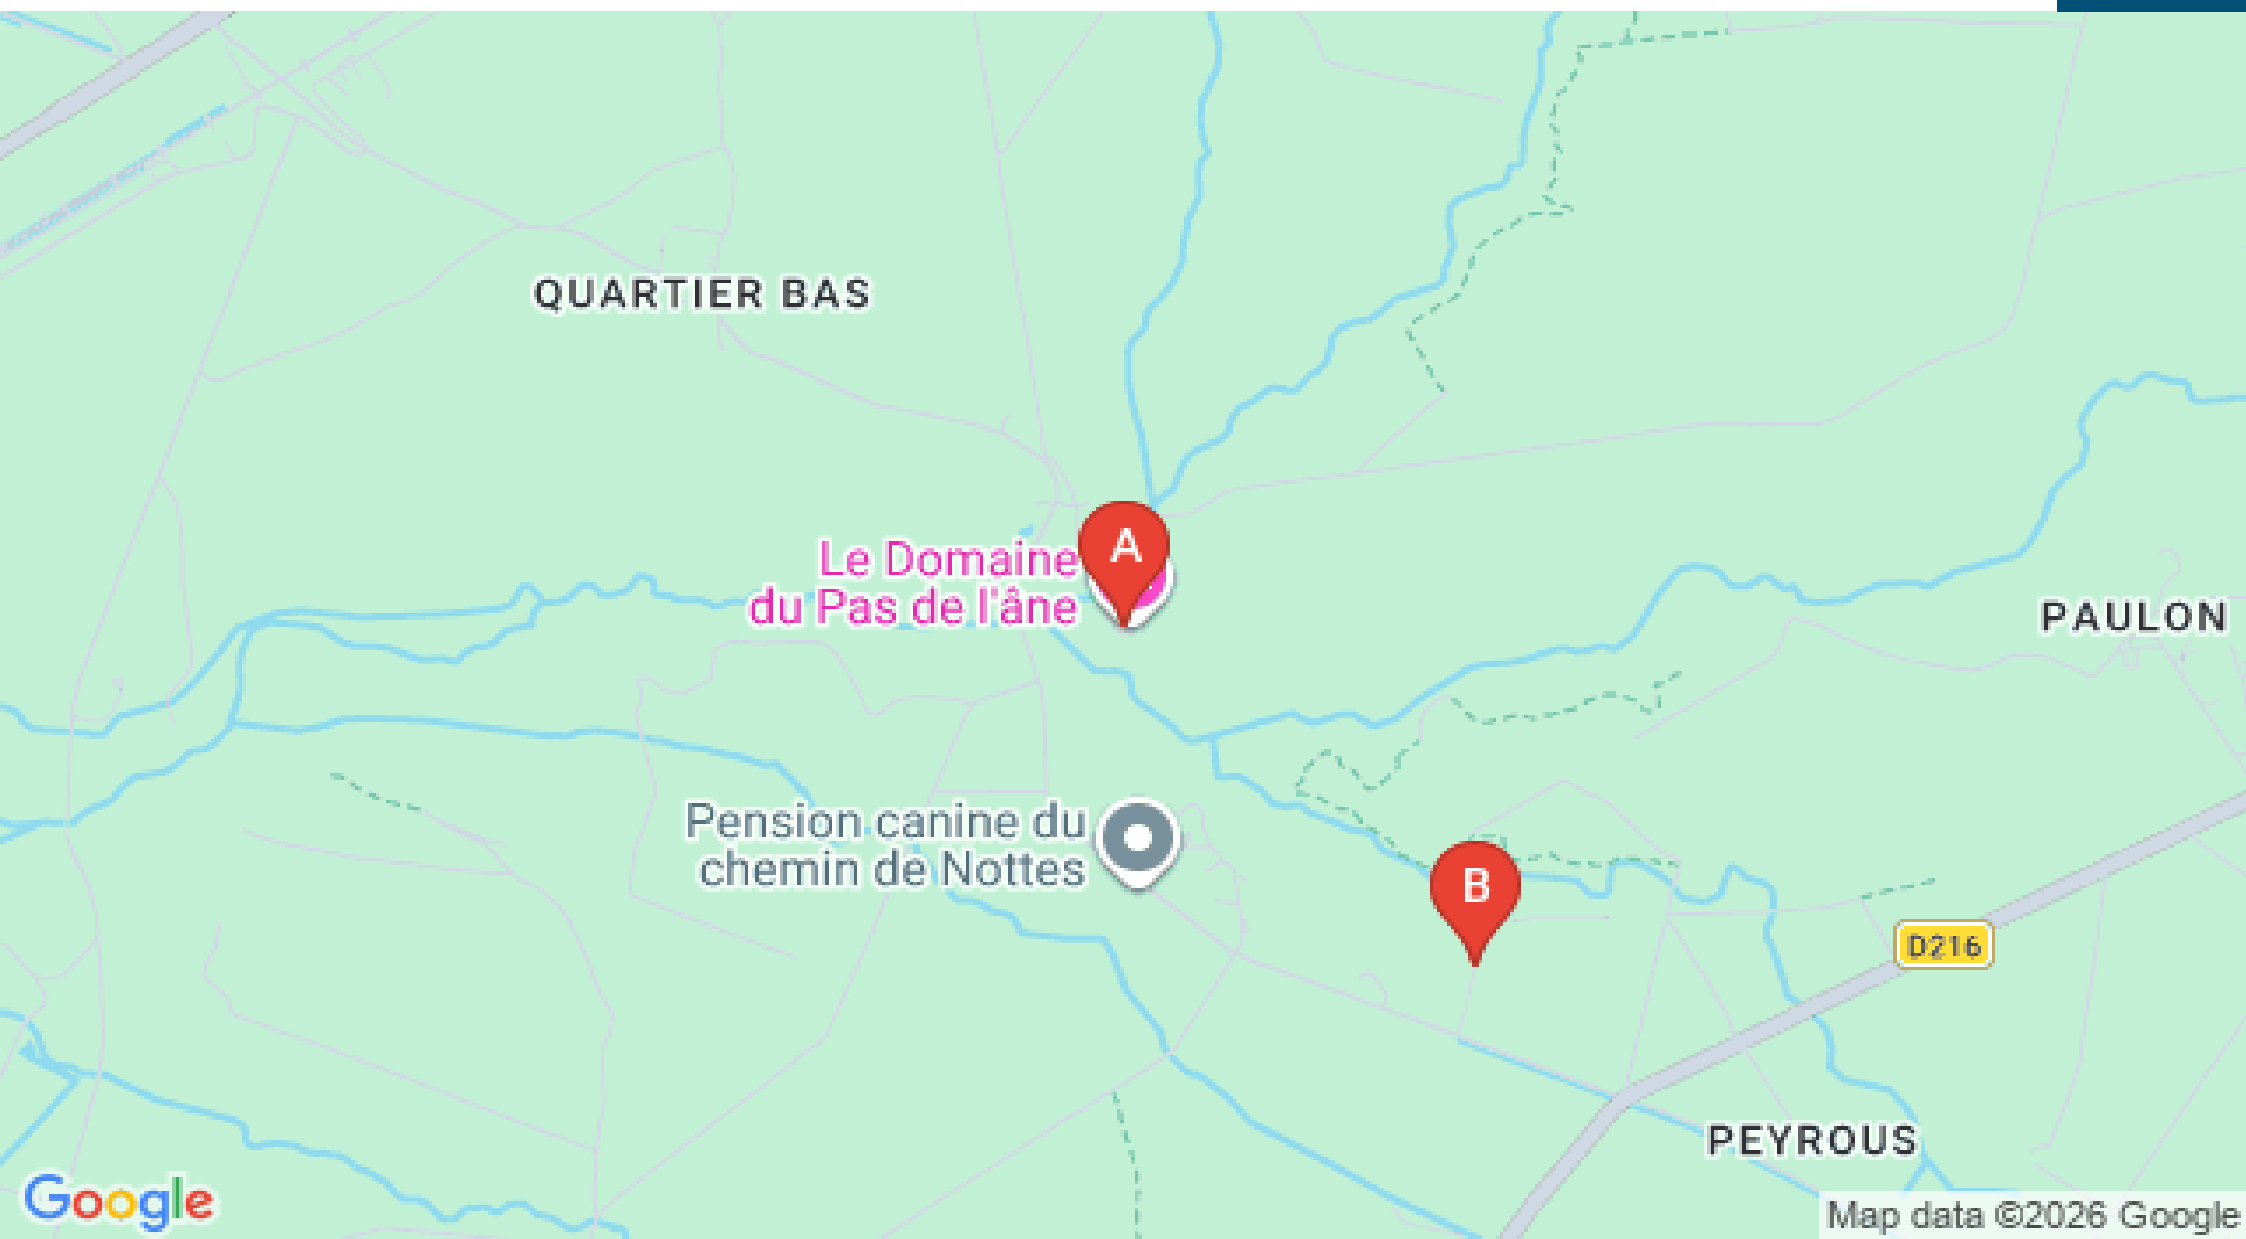 QUARTIER BAS
A
Le Domaine
du Pas de l'âne
PAULON
Pension canine du
chemin de Nottes
B
D216
PEYROUS
Google
Map data ©2026 Google